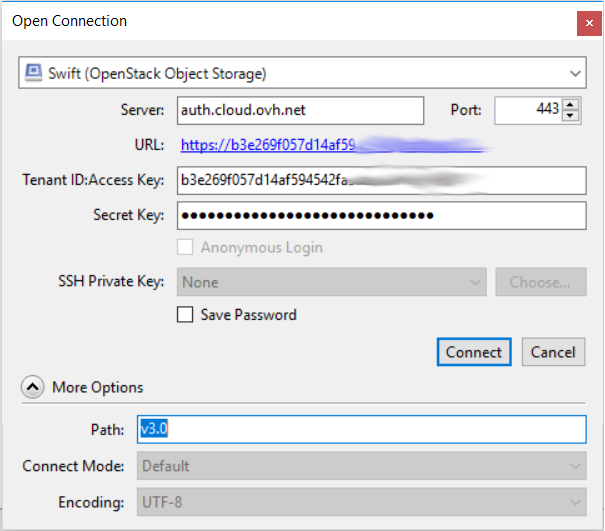 Open Connection
Swift (OpenStack Object Storage)
Server: auth.cloud.ovh.net Port: 443
URL: https://b3e269f057d14af59
Tenant ID:Access Key: b3e269f057d14af594542fa
Secret Key: ●●●●●●●●●●●●●●●●●●●●●●●●●●●●●
Anonymous Login
SSH Private Key: None Choose...
Save Password
Connect Cancel
More Options
Path: v3.0
Connect Mode: Default
Encoding: UTF-8